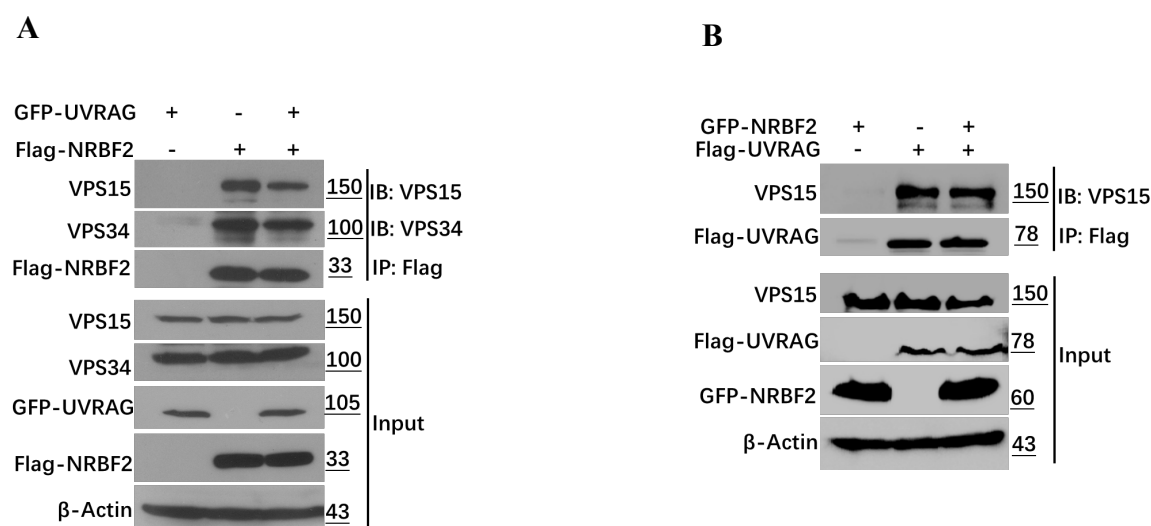 A
GFP-UVRAG + - +
Flag-NRBF2 - + +
VPS15 150 IB: VPS15
VPS34 100 IB: VPS34
Flag-NRBF2 33 IP: Flag
VPS15 150
VPS34 100
GFP-UVRAG 105
Input
Flag-NRBF2 33
β-Actin 43
B
GFP-NRBF2 + - +
Flag-UVRAG - + +
VPS15 150 IB: VPS15
Flag-UVRAG 78 IP: Flag
VPS15 150
Flag-UVRAG 78
Input
GFP-NRBF2 60
β-Actin 43